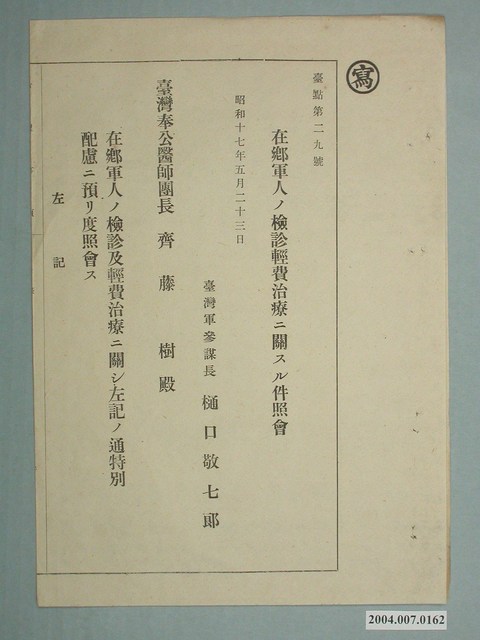 寫
臺點第二九號
在鄕軍人ノ檢診輕費治療ニ關スル件照會
昭和十七年五月二十三日
臺灣軍參謀長 樋口敬七郞
臺灣奉公醫師團長 齊藤樹殿
在鄕軍人ノ檢診及輕費治療ニ關シ左記ノ通特別
配慮ニ預リ度照會ス
左記
2004.007.0162